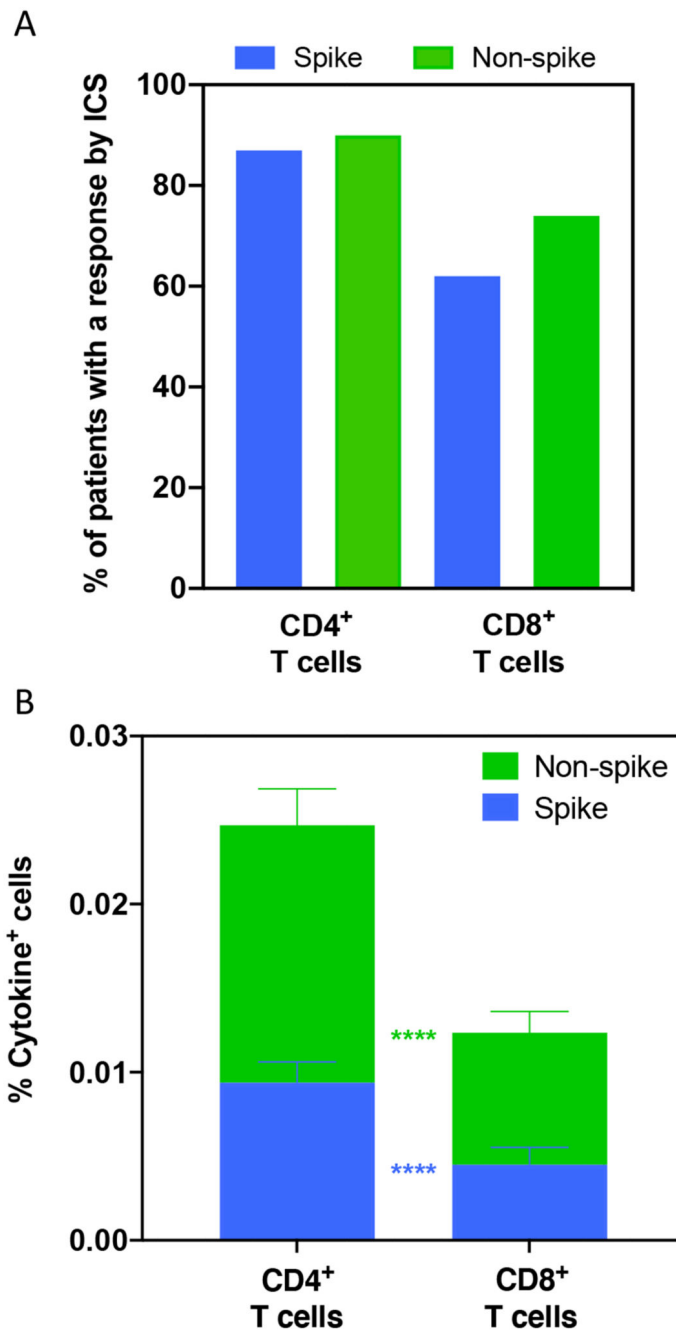 A
Spike Non-spike
% of patients with a response by ICS
100
80
60
40
20
0
CD4+ CD8+
T cells T cells
B
% Cytokine+ cells
0.03
0.02
0.01
0.00
Non-spike
Spike
****
****
CD4+ CD8+
T cells T cells